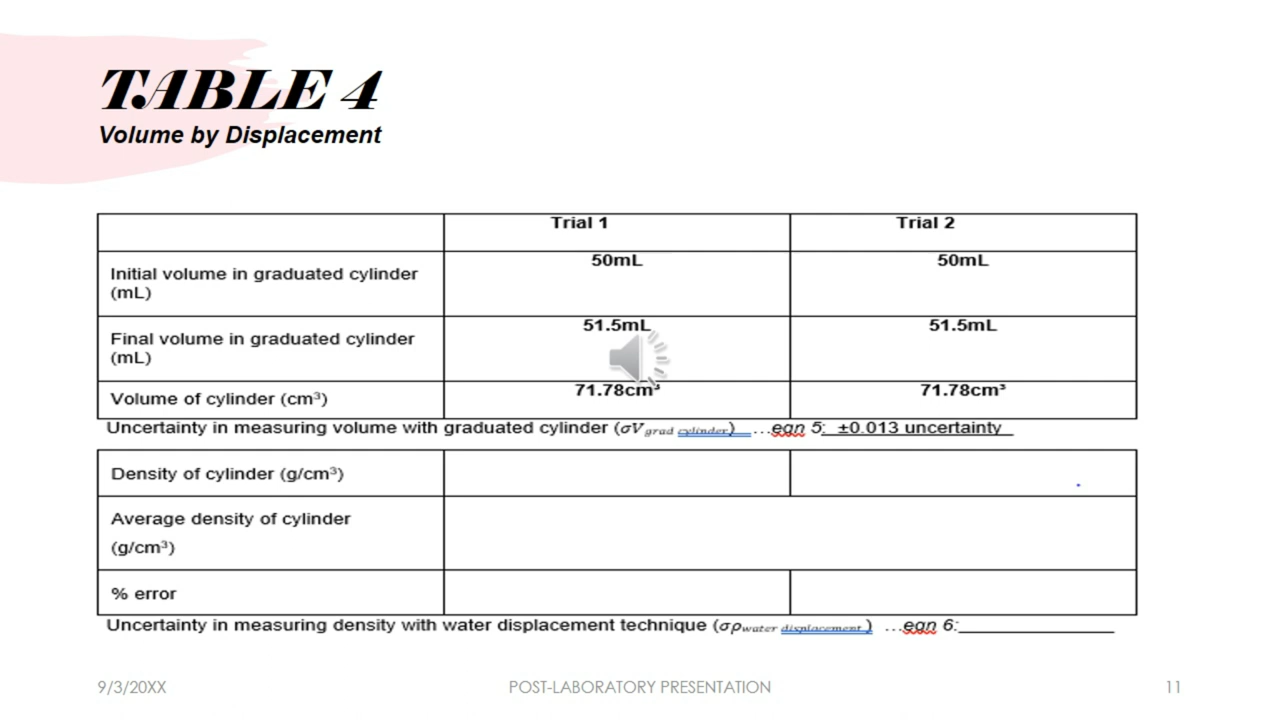 TABLE 4
Volume by Displacement
Trial 1 Trial 2
Initial volume in graduated cylinder (mL) 50mL 50mL
Final volume in graduated cylinder (mL) 51.5mL 51.5mL
Volume of cylinder (cm³) 71.78cm³ 71.78cm³
Uncertainty in measuring volume with graduated cylinder (σV grad cylinder) …eqn 5: ±0.013 uncertainty
Density of cylinder (g/cm³)
Average density of cylinder
(g/cm³)
% error
Uncertainty in measuring density with water displacement technique (σρ water displacement ) …eqn 6:______________
9/3/20XX POST-LABORATORY PRESENTATION 11